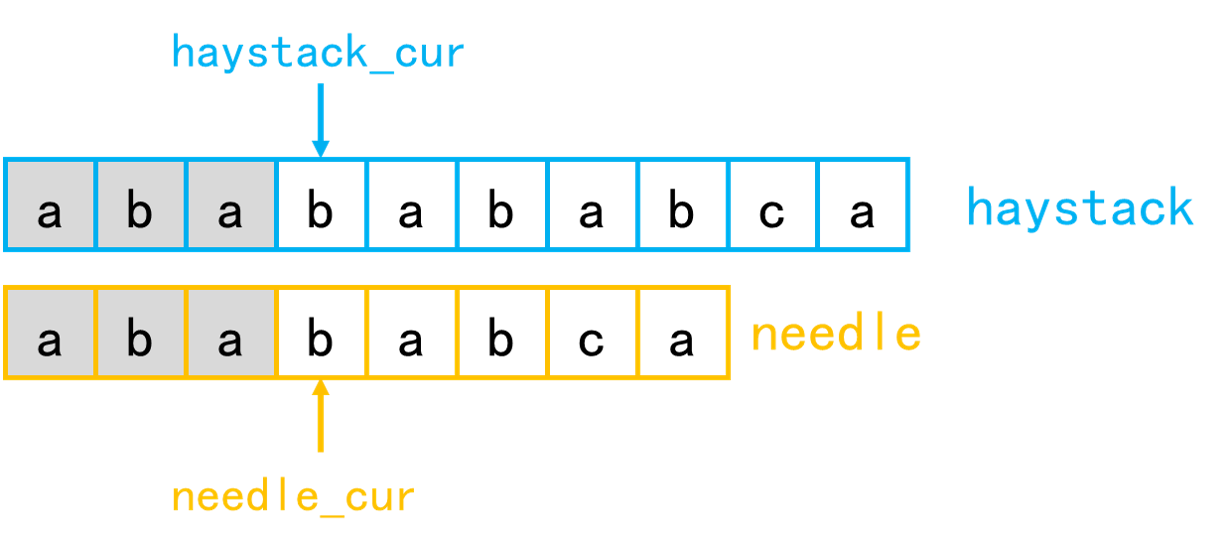 haystack_cur
a b a b a b a b c a haystack
a b a b a b c a needle
needle_cur